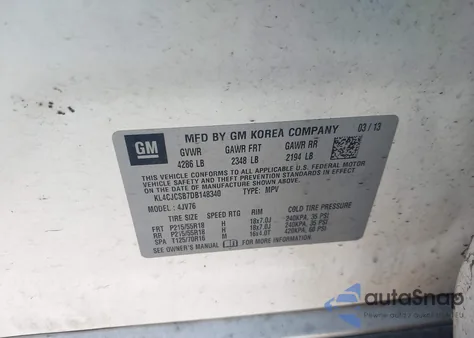 GM
MFD BY GM KOREA COMPANY 03/13
GVWR GAWR FRT GAWR RR
4286 LB 2348 LB 2194 LB
THIS VEHICLE CONFORMS TO ALL APPLICABLE U.S. FEDERAL MOTOR
VEHICLE SAFETY, BUMPER, AND THEFT PREVENTION STANDARDS
IN EFFECT ON THE DATE OF MANUFACTURE SHOWN ABOVE.
KL4CJCSB7DB148340 TYPE: MPV
MODEL: 4JV76
TIRE SIZE SPEED RTG RIM COLD TIRE PRESSURE
FRT P215/55R18 H 18x7.0J 240KPA, 35 PSI
RR P215/55R18 H 18x7.0J 240KPA, 35 PSI
SPA T125/70R16 M 16x4.0T 420KPA, 60 PSI
SEE OWNER'S MANUAL FOR ADDITIONAL INFORMATION.
autoSnap